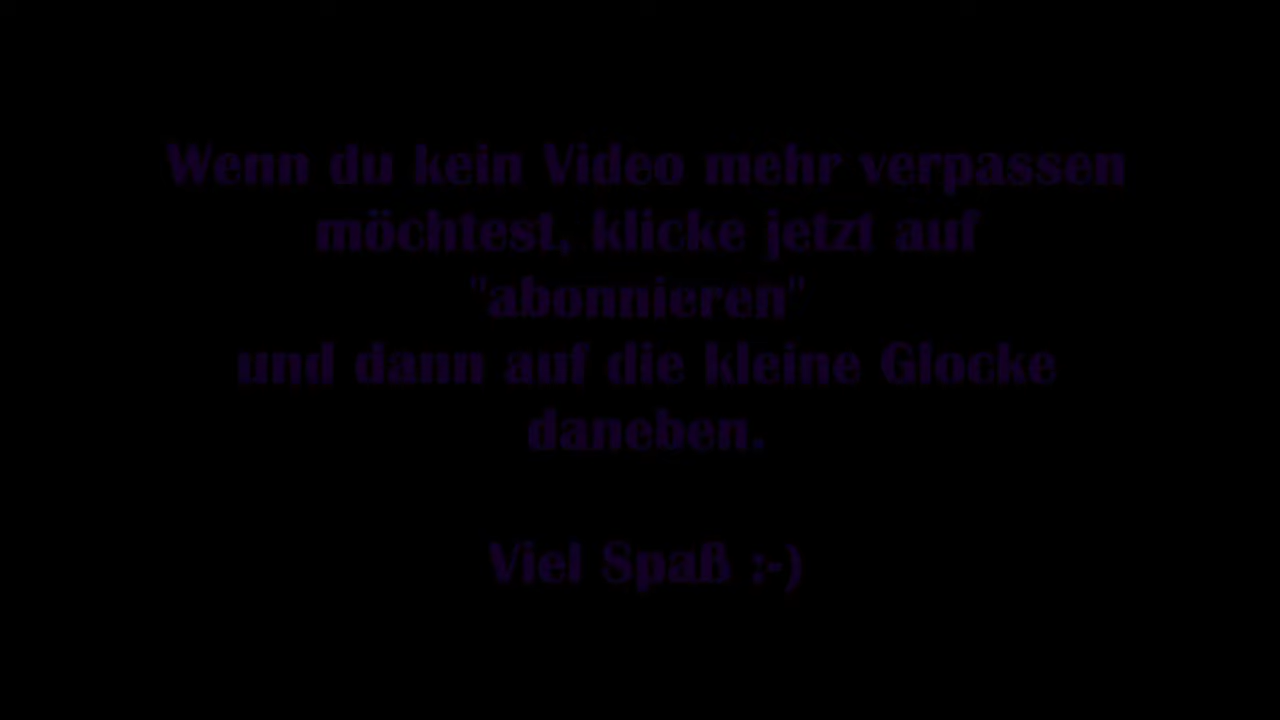 Wenn du kein Video mehr verpassen
möchtest, klicke jetzt auf
"abonnieren"
und dann auf die kleine Glocke
daneben.
Viel Spaß :-)